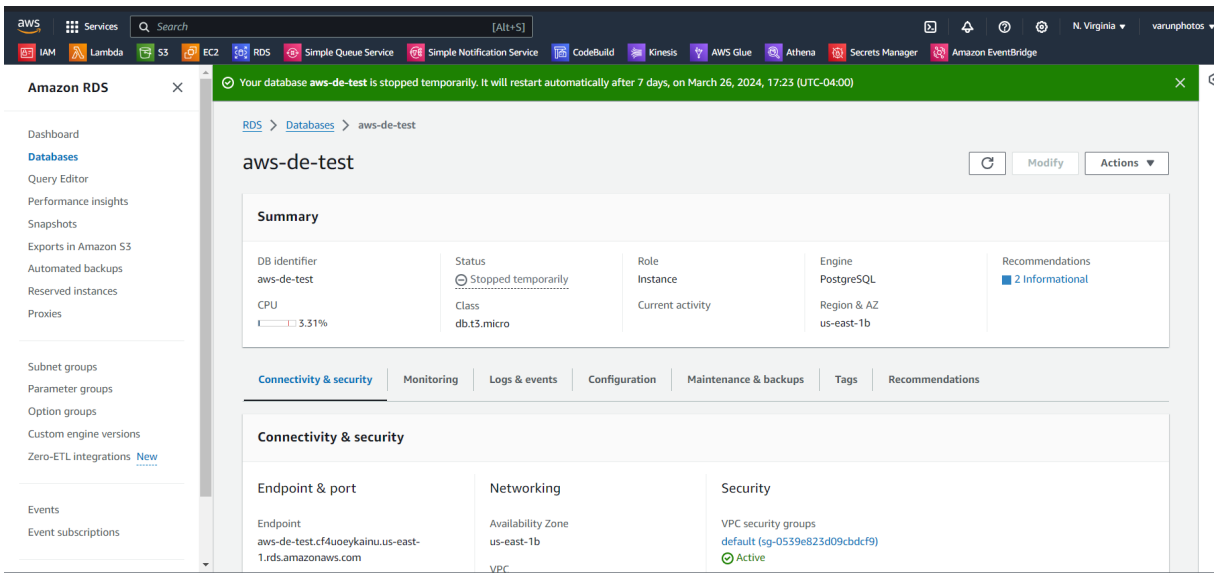 aws
Services
Search
[Alt+S]
N. Virginia
varunphotos
IAM
Lambda
S3
EC2
RDS
Simple Queue Service
Simple Notification Service
CodeBuild
Kinesis
AWS Glue
Athena
Secrets Manager
Amazon EventBridge
Amazon RDS
Dashboard
Databases
Query Editor
Performance insights
Snapshots
Exports in Amazon S3
Automated backups
Reserved instances
Proxies
Subnet groups
Parameter groups
Option groups
Custom engine versions
Zero-ETL integrations New
Events
Event subscriptions
Your database aws-de-test is stopped temporarily. It will restart automatically after 7 days, on March 26, 2024, 17:23 (UTC-04:00)
RDS > Databases > aws-de-test
aws-de-test
Modify
Actions
Summary
DB identifier
aws-de-test
Status
Stopped temporarily
Role
Instance
Engine
PostgreSQL
Recommendations
2 Informational
CPU
3.31%
Class
db.t3.micro
Current activity
Region & AZ
us-east-1b
Connectivity & security
Monitoring
Logs & events
Configuration
Maintenance & backups
Tags
Recommendations
Connectivity & security
Endpoint & port
Endpoint
aws-de-test.cf4uoeykainu.us-east-
1.rds.amazonaws.com
Networking
Availability Zone
us-east-1b
VPC
Security
VPC security groups
default (sg-0539e823d09cbdcf9)
Active